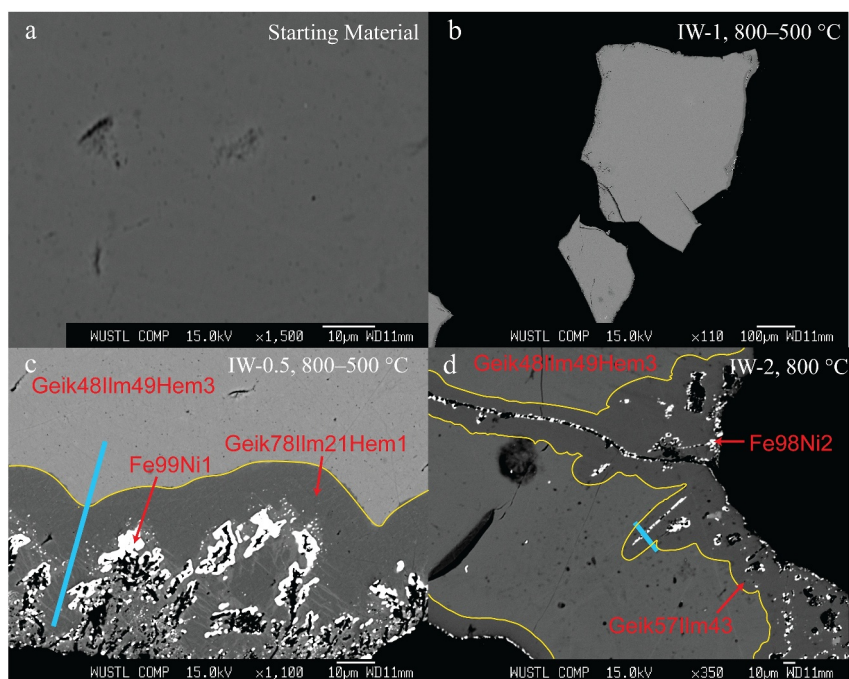 a
Starting Material
WUSTL COMP 15.0kV ×1,500 10µm WD11mm
b
IW-1, 800–500 °C
WUSTL COMP 15.0kV ×110 100µm WD11mm
c
IW-0.5, 800–500 °C
Geik48Ilm49Hem3
Geik78Ilm21Hem1
Fe99Ni1
WUSTL COMP 15.0kV ×1,100 10µm WD11mm
d
IW-2, 800 °C
Geik48Ilm49Hem3
Fe98Ni2
Geik57Ilm43
WUSTL COMP 15.0kV ×350 10µm WD11mm